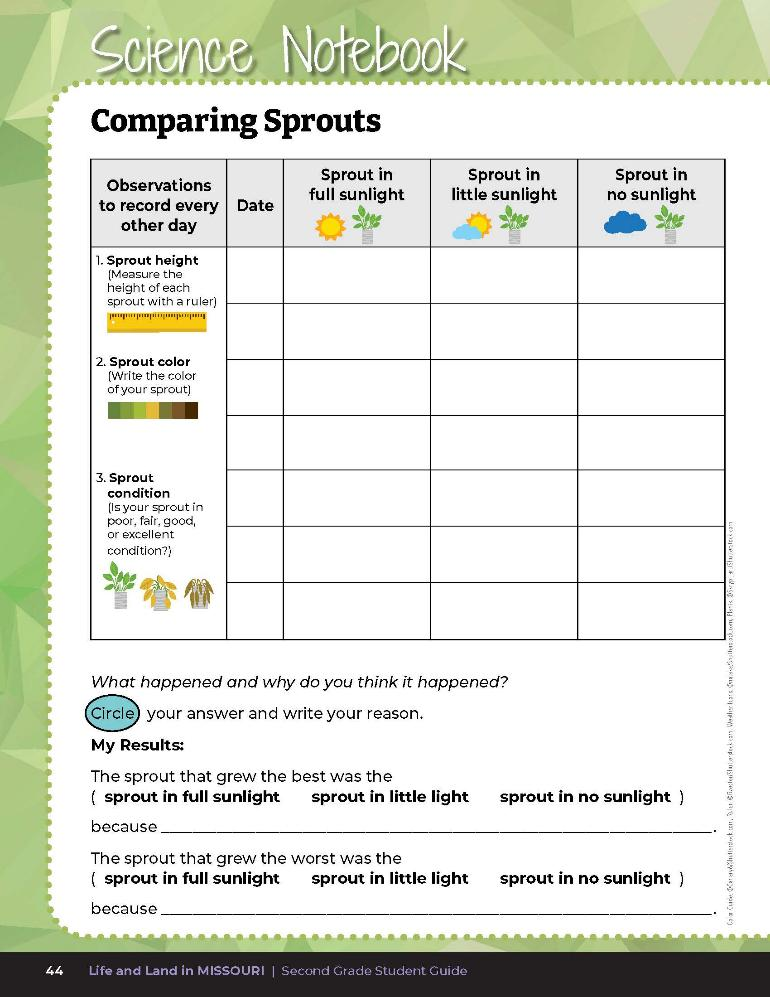 Science Notebook
Comparing Sprouts
Observations
to record every
other day
Date
Sprout in
full sunlight
Sprout in
little sunlight
Sprout in
no sunlight
1. Sprout height
(Measure the
height of each
sprout with a ruler)
2. Sprout color
(Write the color
of your sprout)
3. Sprout
condition
(Is your sprout in
poor, fair, good,
or excellent
condition?)
What happened and why do you think it happened?
Circle your answer and write your reason.
My Results:
The sprout that grew the best was the
( sprout in full sunlight sprout in little light sprout in no sunlight )
because ____________________.
The sprout that grew the worst was the
( sprout in full sunlight sprout in little light sprout in no sunlight )
because ____________________.
44 Life and Land in MISSOURI | Second Grade Student Guide